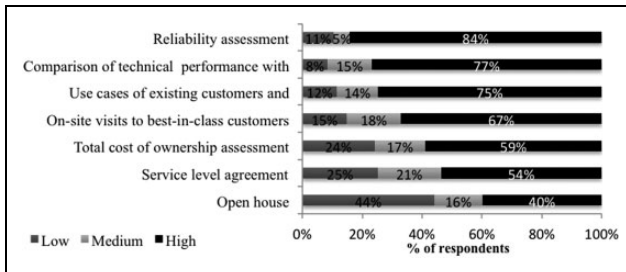 Reliability assessment 11% 5% 84%
Comparison of technical performance with 8% 15% 77%
Use cases of existing customers and 12% 14% 75%
On-site visits to best-in-class customers 15% 18% 67%
Total cost of ownership assessment 24% 17% 59%
Service level agreement 25% 21% 54%
Open house 44% 16% 40%
Low Medium High
0% 20% 40% 60% 80% 100%
% of respondents